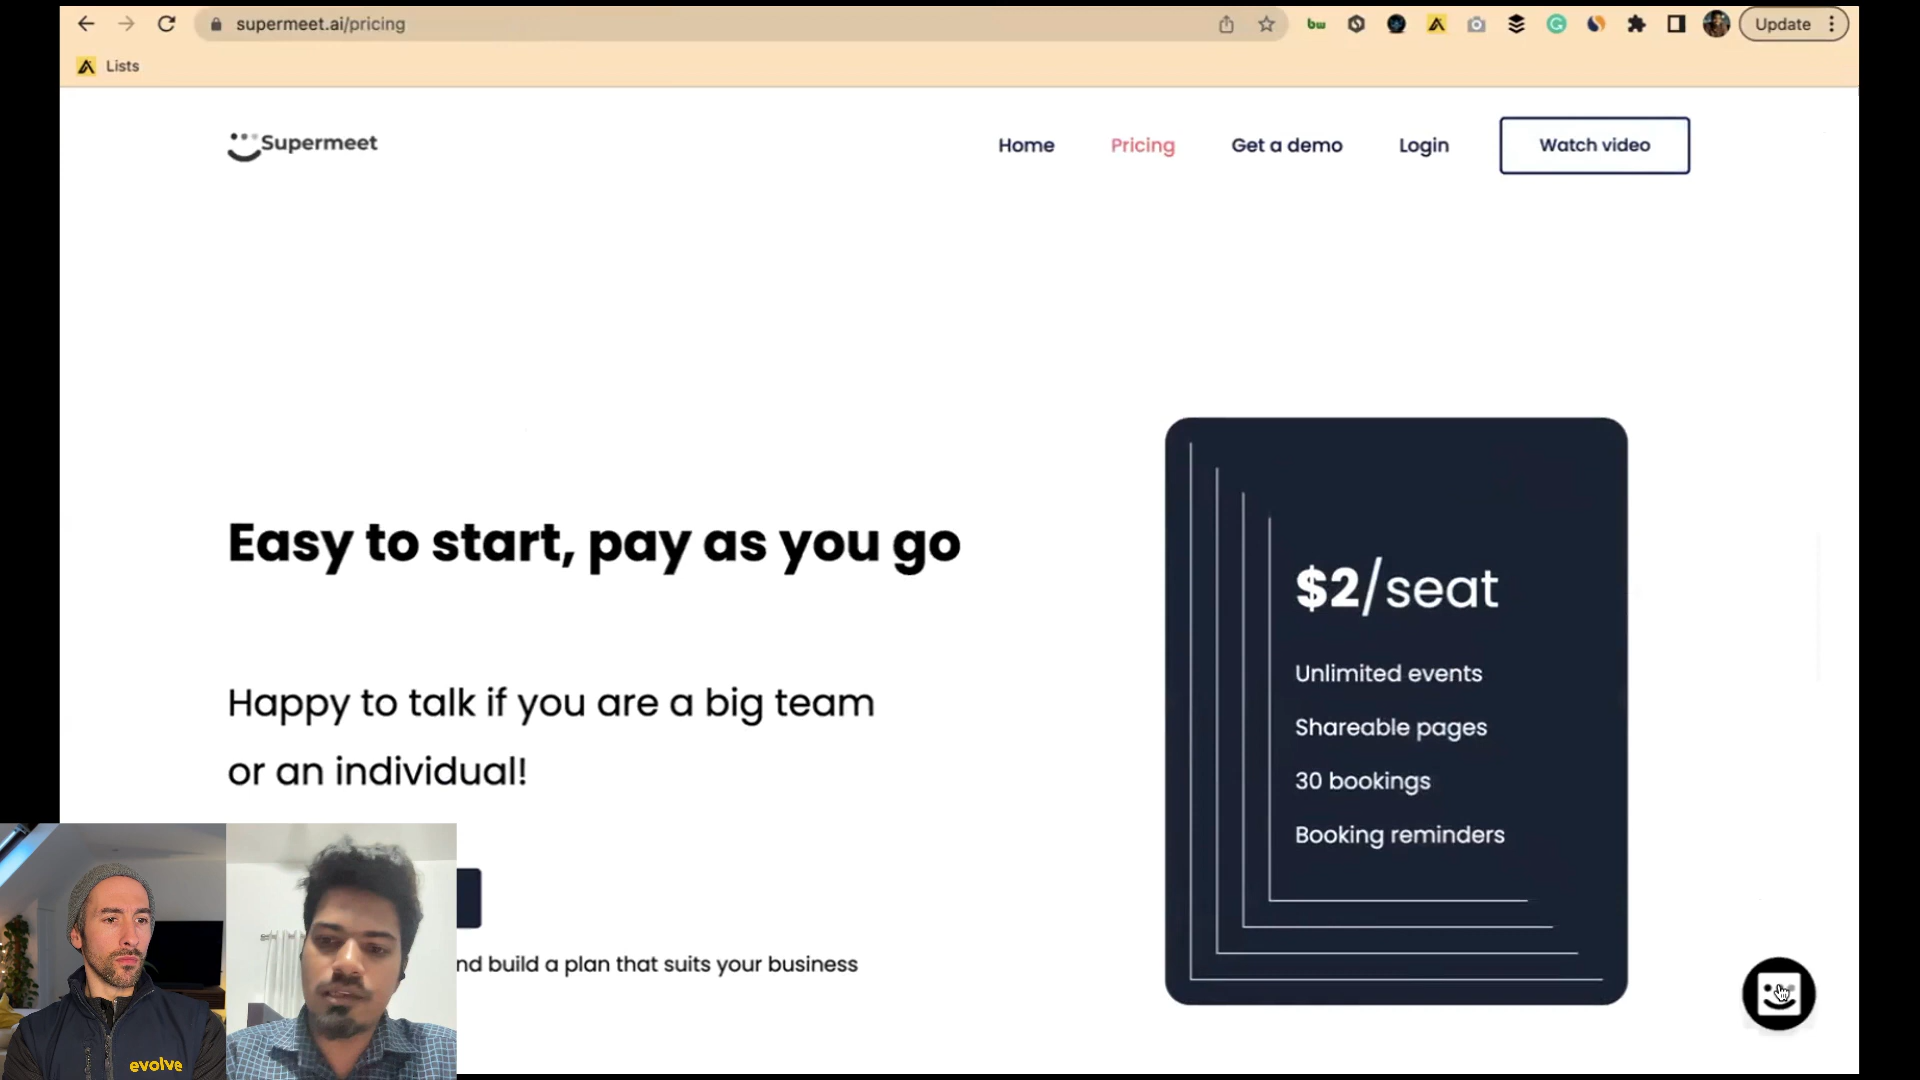 supermeet.ai/pricing
bw
Update
Lists
Supermeet
Home
Pricing
Get a demo
Login
Watch video
Easy to start, pay as you go
Happy to talk if you are a big team
or an individual!
nd build a plan that suits your business
$2/seat
Unlimited events
Shareable pages
30 bookings
Booking reminders
evolve